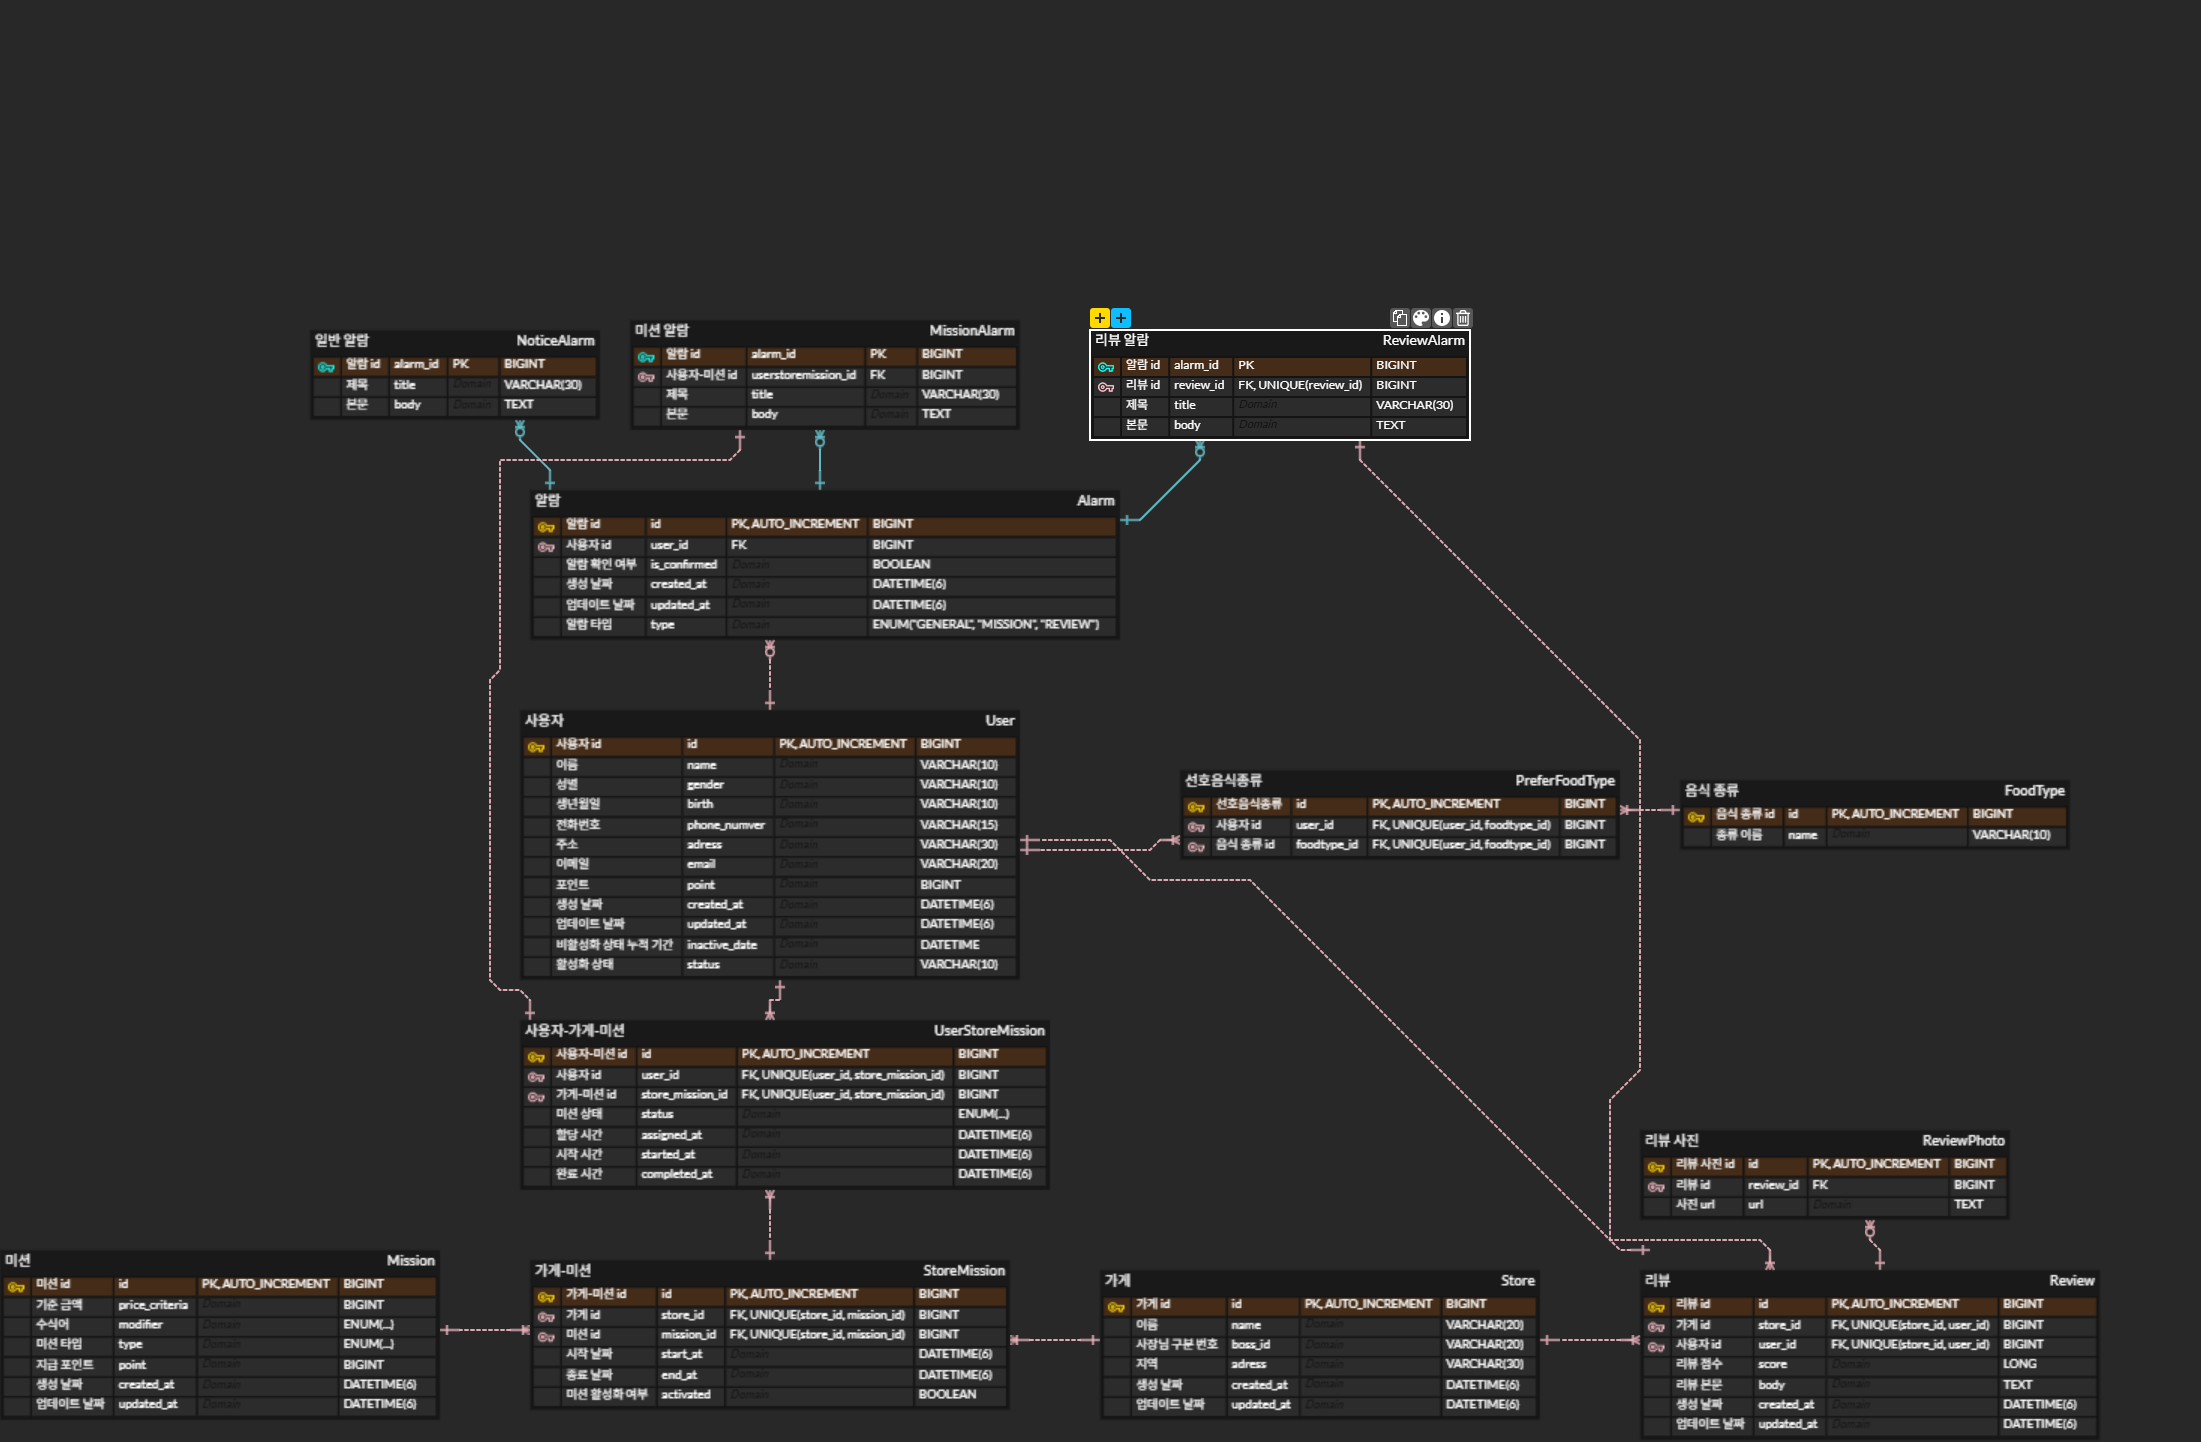 일반 알람 NoticeAlarm
알람 id alarm_id PK BIGINT
제목 title Domain VARCHAR(30)
본문 body Domain TEXT
미션 알람 MissionAlarm
알람 id alarm_id PK BIGINT
사용자-미션 id userstoremission_id FK BIGINT
제목 title Domain VARCHAR(30)
본문 body Domain TEXT
리뷰 알람 ReviewAlarm
알람 id alarm_id PK BIGINT
리뷰 id review_id FK, UNIQUE(review_id) BIGINT
제목 title Domain VARCHAR(30)
본문 body Domain TEXT
알람 Alarm
알람 id id PK, AUTO_INCREMENT BIGINT
사용자 id user_id FK BIGINT
알람 확인 여부 is_confirmed Domain BOOLEAN
생성 날짜 created_at Domain DATETIME(6)
업데이트 날짜 updated_at Domain DATETIME(6)
알람 타입 type Domain ENUM("GENERAL", "MISSION", "REVIEW")
사용자 User
사용자 id id PK, AUTO_INCREMENT BIGINT
이름 name Domain VARCHAR(10)
성별 gender Domain VARCHAR(10)
생년월일 birth Domain VARCHAR(10)
전화번호 phone_numver Domain VARCHAR(15)
주소 adress Domain VARCHAR(30)
이메일 email Domain VARCHAR(20)
포인트 point Domain BIGINT
생성 날짜 created_at Domain DATETIME(6)
업데이트 날짜 updated_at Domain DATETIME(6)
비활성화 상태 누적 기간 inactive_date Domain DATETIME
활성화 상태 status Domain VARCHAR(10)
선호음식종류 PreferFoodType
선호음식종류 id PK, AUTO_INCREMENT BIGINT
사용자 id user_id FK, UNIQUE(user_id, foodtype_id) BIGINT
음식 종류 id foodtype_id FK, UNIQUE(user_id, foodtype_id) BIGINT
음식 종류 FoodType
음식 종류 id id PK, AUTO_INCREMENT BIGINT
종류 이름 name Domain VARCHAR(10)
사용자-가게-미션 UserStoreMission
사용자-미션 id id PK, AUTO_INCREMENT BIGINT
사용자 id user_id FK, UNIQUE(user_id, store_mission_id) BIGINT
가게-미션 id store_mission_id FK, UNIQUE(user_id, store_mission_id) BIGINT
미션 상태 status Domain ENUM(...)
할당 시간 assigned_at Domain DATETIME(6)
시작 시간 started_at Domain DATETIME(6)
완료 시간 completed_at Domain DATETIME(6)
리뷰 사진 ReviewPhoto
리뷰 사진 id id PK, AUTO_INCREMENT BIGINT
리뷰 id review_id FK BIGINT
사진 url url Domain TEXT
미션 Mission
미션 id id PK, AUTO_INCREMENT BIGINT
기준 금액 price_criteria Domain BIGINT
수식어 modifier Domain ENUM(...)
미션 타입 type Domain ENUM(...)
지급 포인트 point Domain BIGINT
생성 날짜 created_at Domain DATETIME(6)
업데이트 날짜 updated_at Domain DATETIME(6)
가게-미션 StoreMission
가게-미션 id id PK, AUTO_INCREMENT BIGINT
가게 id store_id FK, UNIQUE(store_id, mission_id) BIGINT
미션 id mission_id FK, UNIQUE(store_id, mission_id) BIGINT
시작 날짜 start_at Domain DATETIME(6)
종료 날짜 end_at Domain DATETIME(6)
미션 활성화 여부 activated Domain BOOLEAN
가게 Store
가게 id id PK, AUTO_INCREMENT BIGINT
이름 name Domain VARCHAR(20)
사장님 구분 번호 boss_id Domain VARCHAR(20)
지역 adress Domain VARCHAR(30)
생성 날짜 created_at Domain DATETIME(6)
업데이트 날짜 updated_at Domain DATETIME(6)
리뷰 Review
리뷰 id id PK, AUTO_INCREMENT BIGINT
가게 id store_id FK, UNIQUE(store_id, user_id) BIGINT
사용자 id user_id FK, UNIQUE(store_id, user_id) BIGINT
리뷰 점수 score Domain LONG
리뷰 본문 body Domain TEXT
생성 날짜 created_at Domain DATETIME(6)
업데이트 날짜 updated_at Domain DATETIME(6)